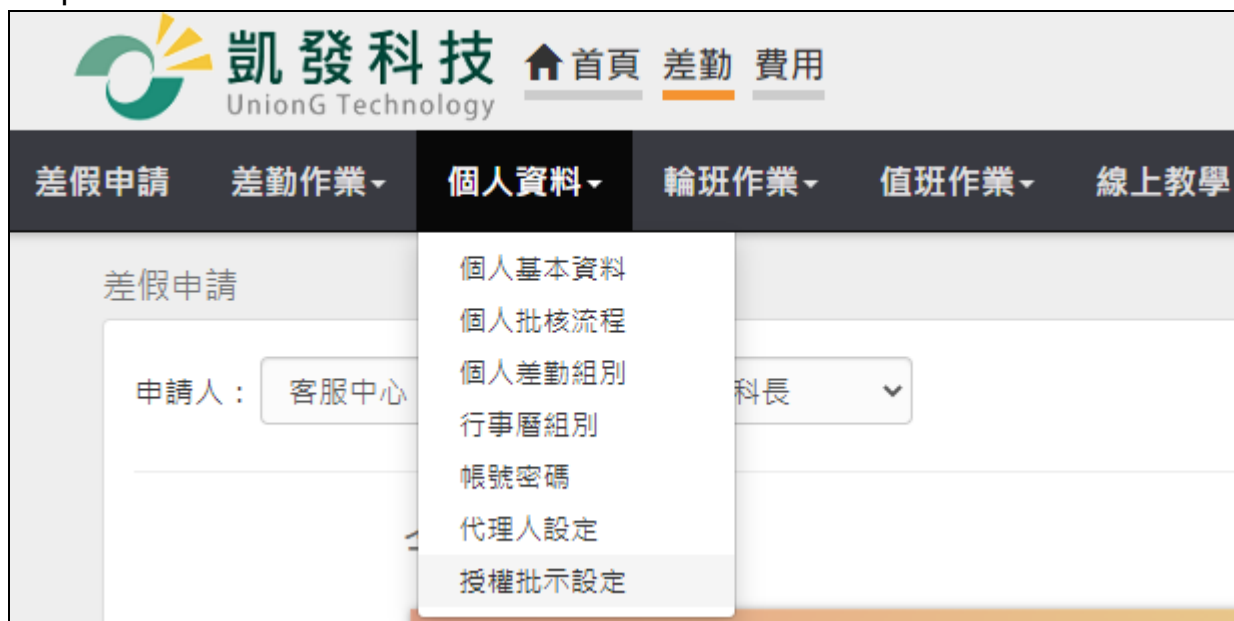 凱發科技
UnionG Technology
首頁 差勤 費用
差假申請 差勤作業 個人資料 輪班作業 值班作業 線上教學
個人基本資料
個人批核流程
個人差勤組別
行事曆組別
帳號密碼
代理人設定
授權批示設定
差假申請
申請人： 客服中心 科長